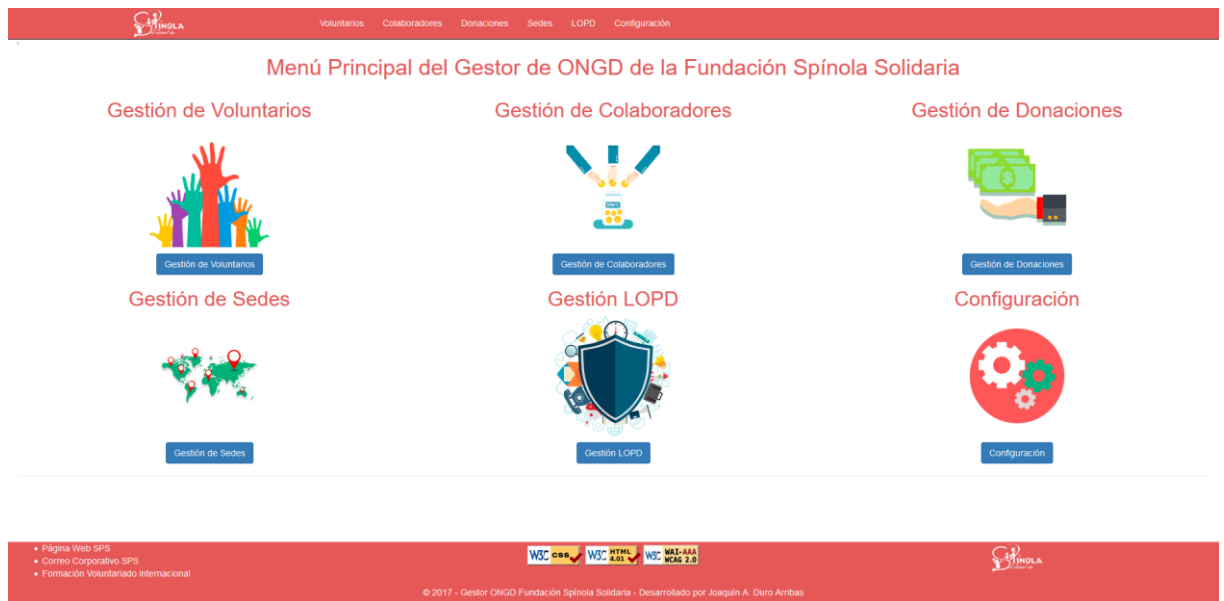 SPINOLA
Voluntarios Colaboradores Donaciones Sedes LOPD Configuración
Menú Principal del Gestor de ONGD de la Fundación Spínola Solidaria
Gestión de Voluntarios
Gestión de Colaboradores
Gestión de Donaciones
Gestión de Voluntarios
Gestión de Colaboradores
Gestión de Donaciones
Gestión de Sedes
Gestión LOPD
Configuración
Gestión de Sedes
Gestión LOPD
Configuración
• Página Web SPS
• Correo Corporativo SPS
• Formación Voluntariado Internacional
W3C css
W3C HTML 4.01
W3C WAI-AAA WCAG 2.0
SPINOLA
© 2017 - Gestor ONGD Fundación Spínola Solidaria - Desarrollado por Joaquín A. Duro Arribas